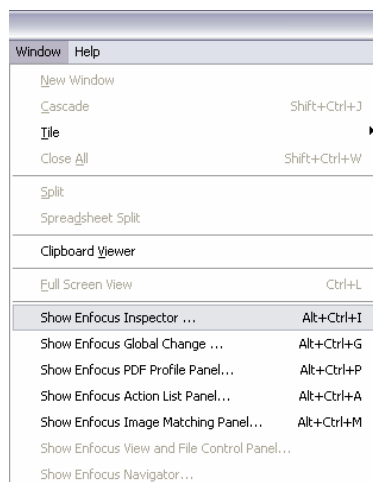 Window Help
New Window
Cascade Shift+Ctrl+J
Tile
Close All Shift+Ctrl+W
Split
Spreadsheet Split
Clipboard Viewer
Full Screen View Ctrl+L
Show Enfocus Inspector ... Alt+Ctrl+I
Show Enfocus Global Change ... Alt+Ctrl+G
Show Enfocus PDF Profile Panel... Alt+Ctrl+P
Show Enfocus Action List Panel... Alt+Ctrl+A
Show Enfocus Image Matching Panel... Alt+Ctrl+M
Show Enfocus View and File Control Panel...
Show Enfocus Navigator...